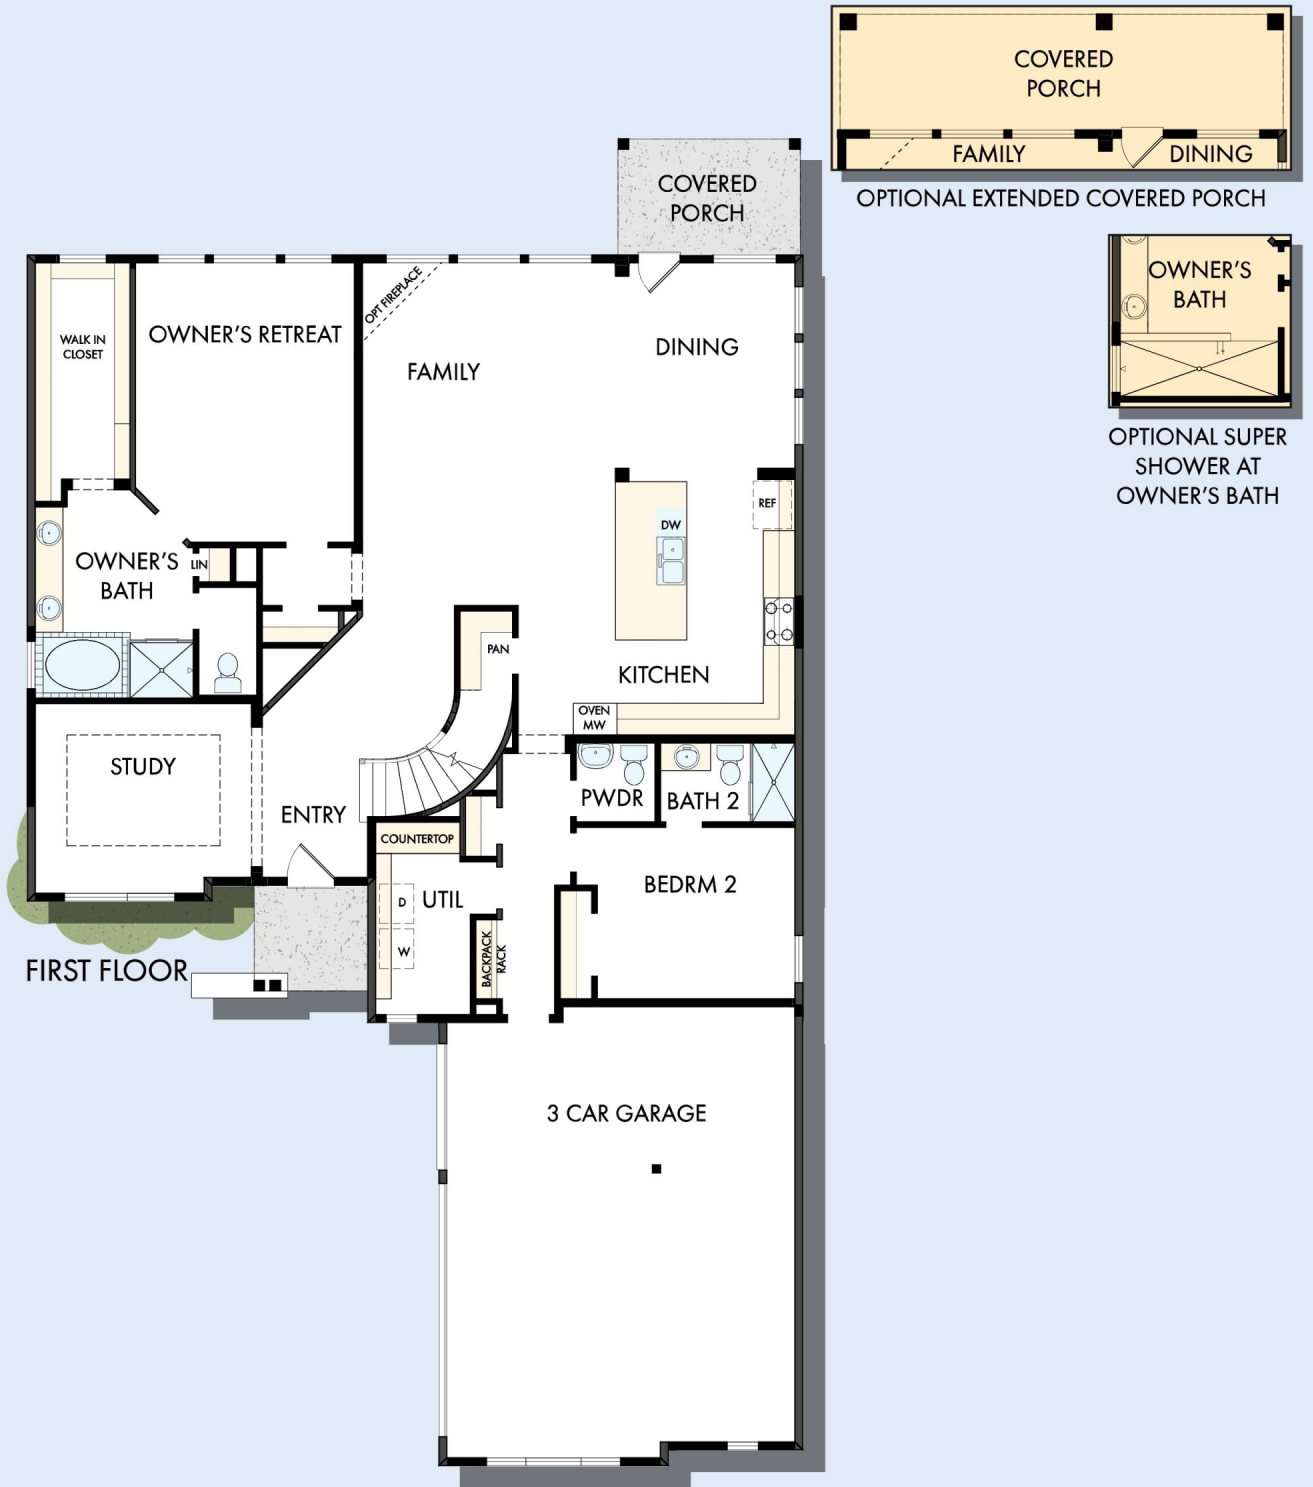 COVERED
PORCH
FAMILY
DINING
OPTIONAL EXTENDED COVERED PORCH
COVERED
PORCH
OWNER'S
BATH
OPTIONAL SUPER
SHOWER AT
OWNER'S BATH
WALK IN
CLOSET
OWNER'S RETREAT
OPT FIREPLACE
FAMILY
DINING
REF
DW
OWNER'S
BATH
LIN
PAN
KITCHEN
OVEN
MW
STUDY
ENTRY
PWDR
BATH 2
COUNTERTOP
UTIL
D
W
BACKPACK
RACK
BEDRM 2
FIRST FLOOR
3 CAR GARAGE